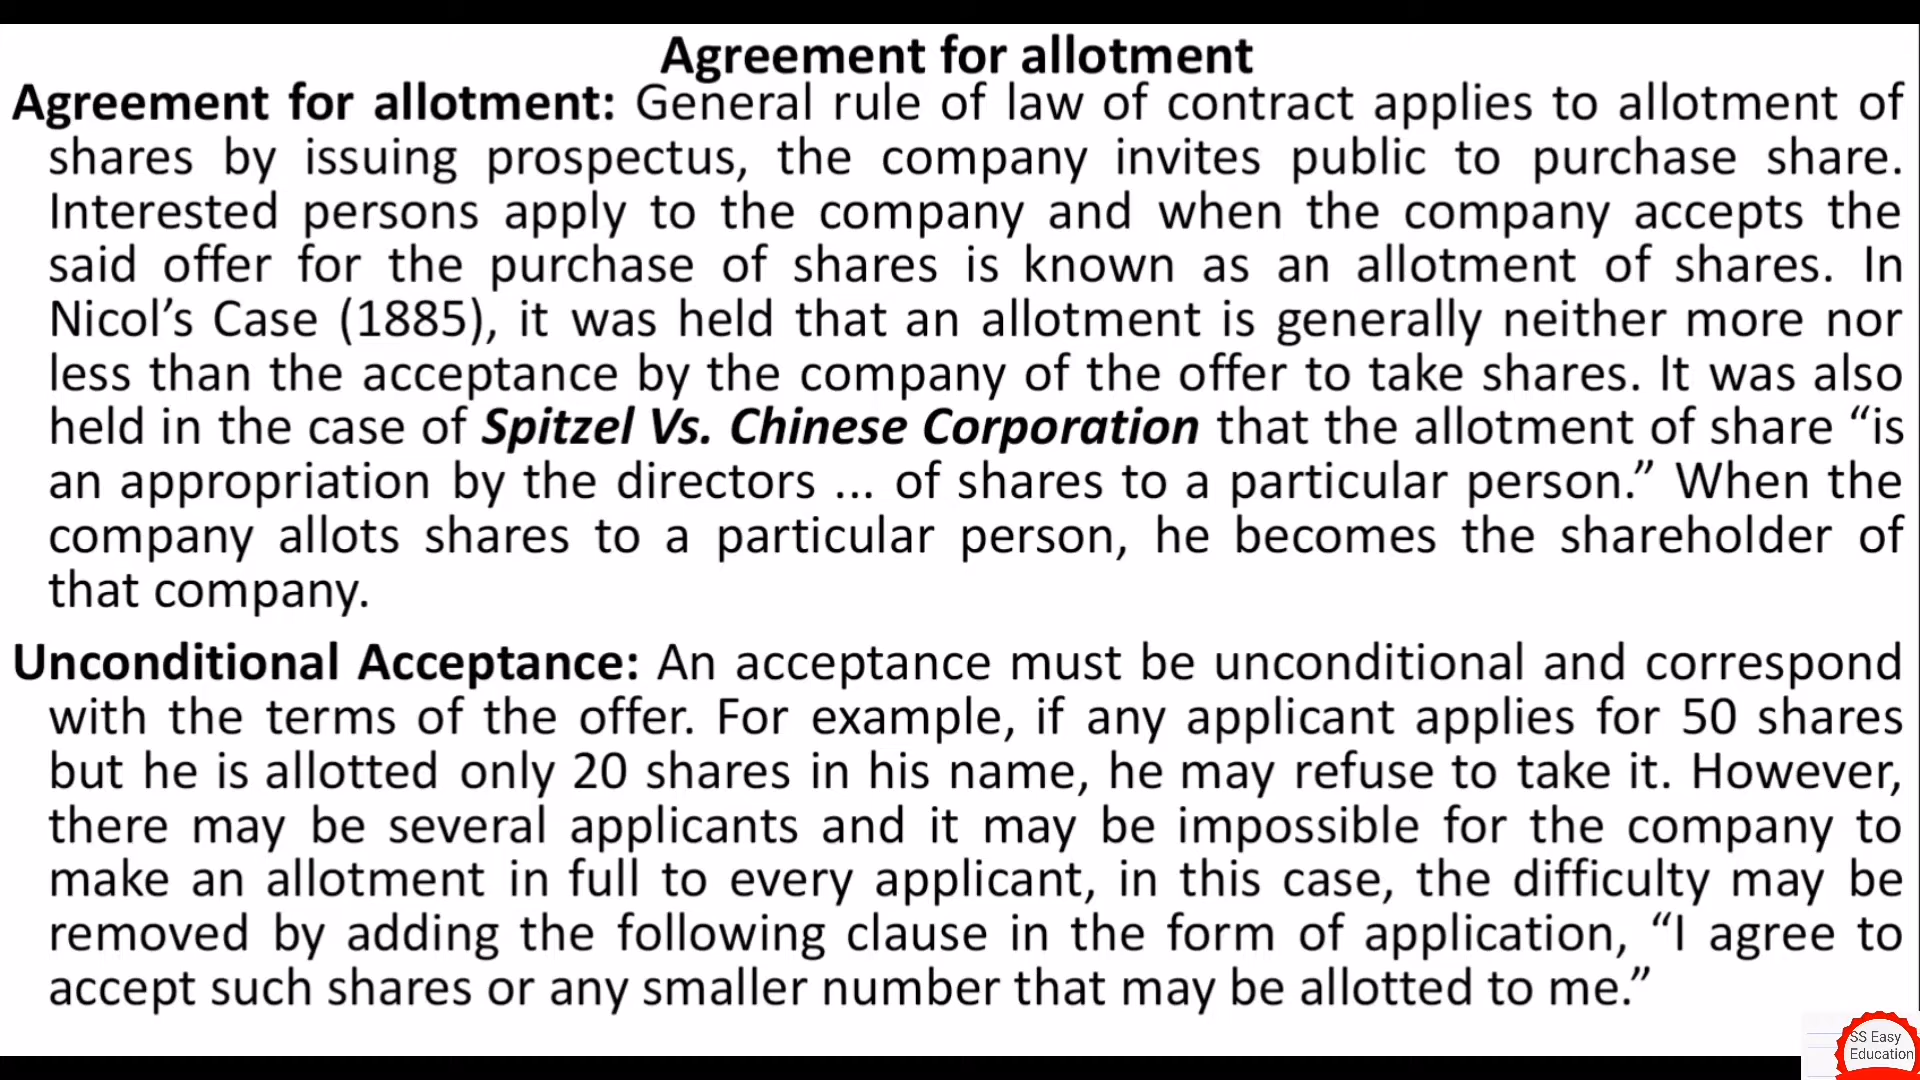 Agreement for allotment
Agreement for allotment: General rule of law of contract applies to allotment of
shares by issuing prospectus, the company invites public to purchase share.
Interested persons apply to the company and when the company accepts the
said offer for the purchase of shares is known as an allotment of shares. In
Nicol’s Case (1885), it was held that an allotment is generally neither more nor
less than the acceptance by the company of the offer to take shares. It was also
held in the case of Spitzel Vs. Chinese Corporation that the allotment of share “is
an appropriation by the directors ... of shares to a particular person.” When the
company allots shares to a particular person, he becomes the shareholder of
that company.
Unconditional Acceptance: An acceptance must be unconditional and correspond
with the terms of the offer. For example, if any applicant applies for 50 shares
but he is allotted only 20 shares in his name, he may refuse to take it. However,
there may be several applicants and it may be impossible for the company to
make an allotment in full to every applicant, in this case, the difficulty may be
removed by adding the following clause in the form of application, “I agree to
accept such shares or any smaller number that may be allotted to me.”
SS Easy
Education